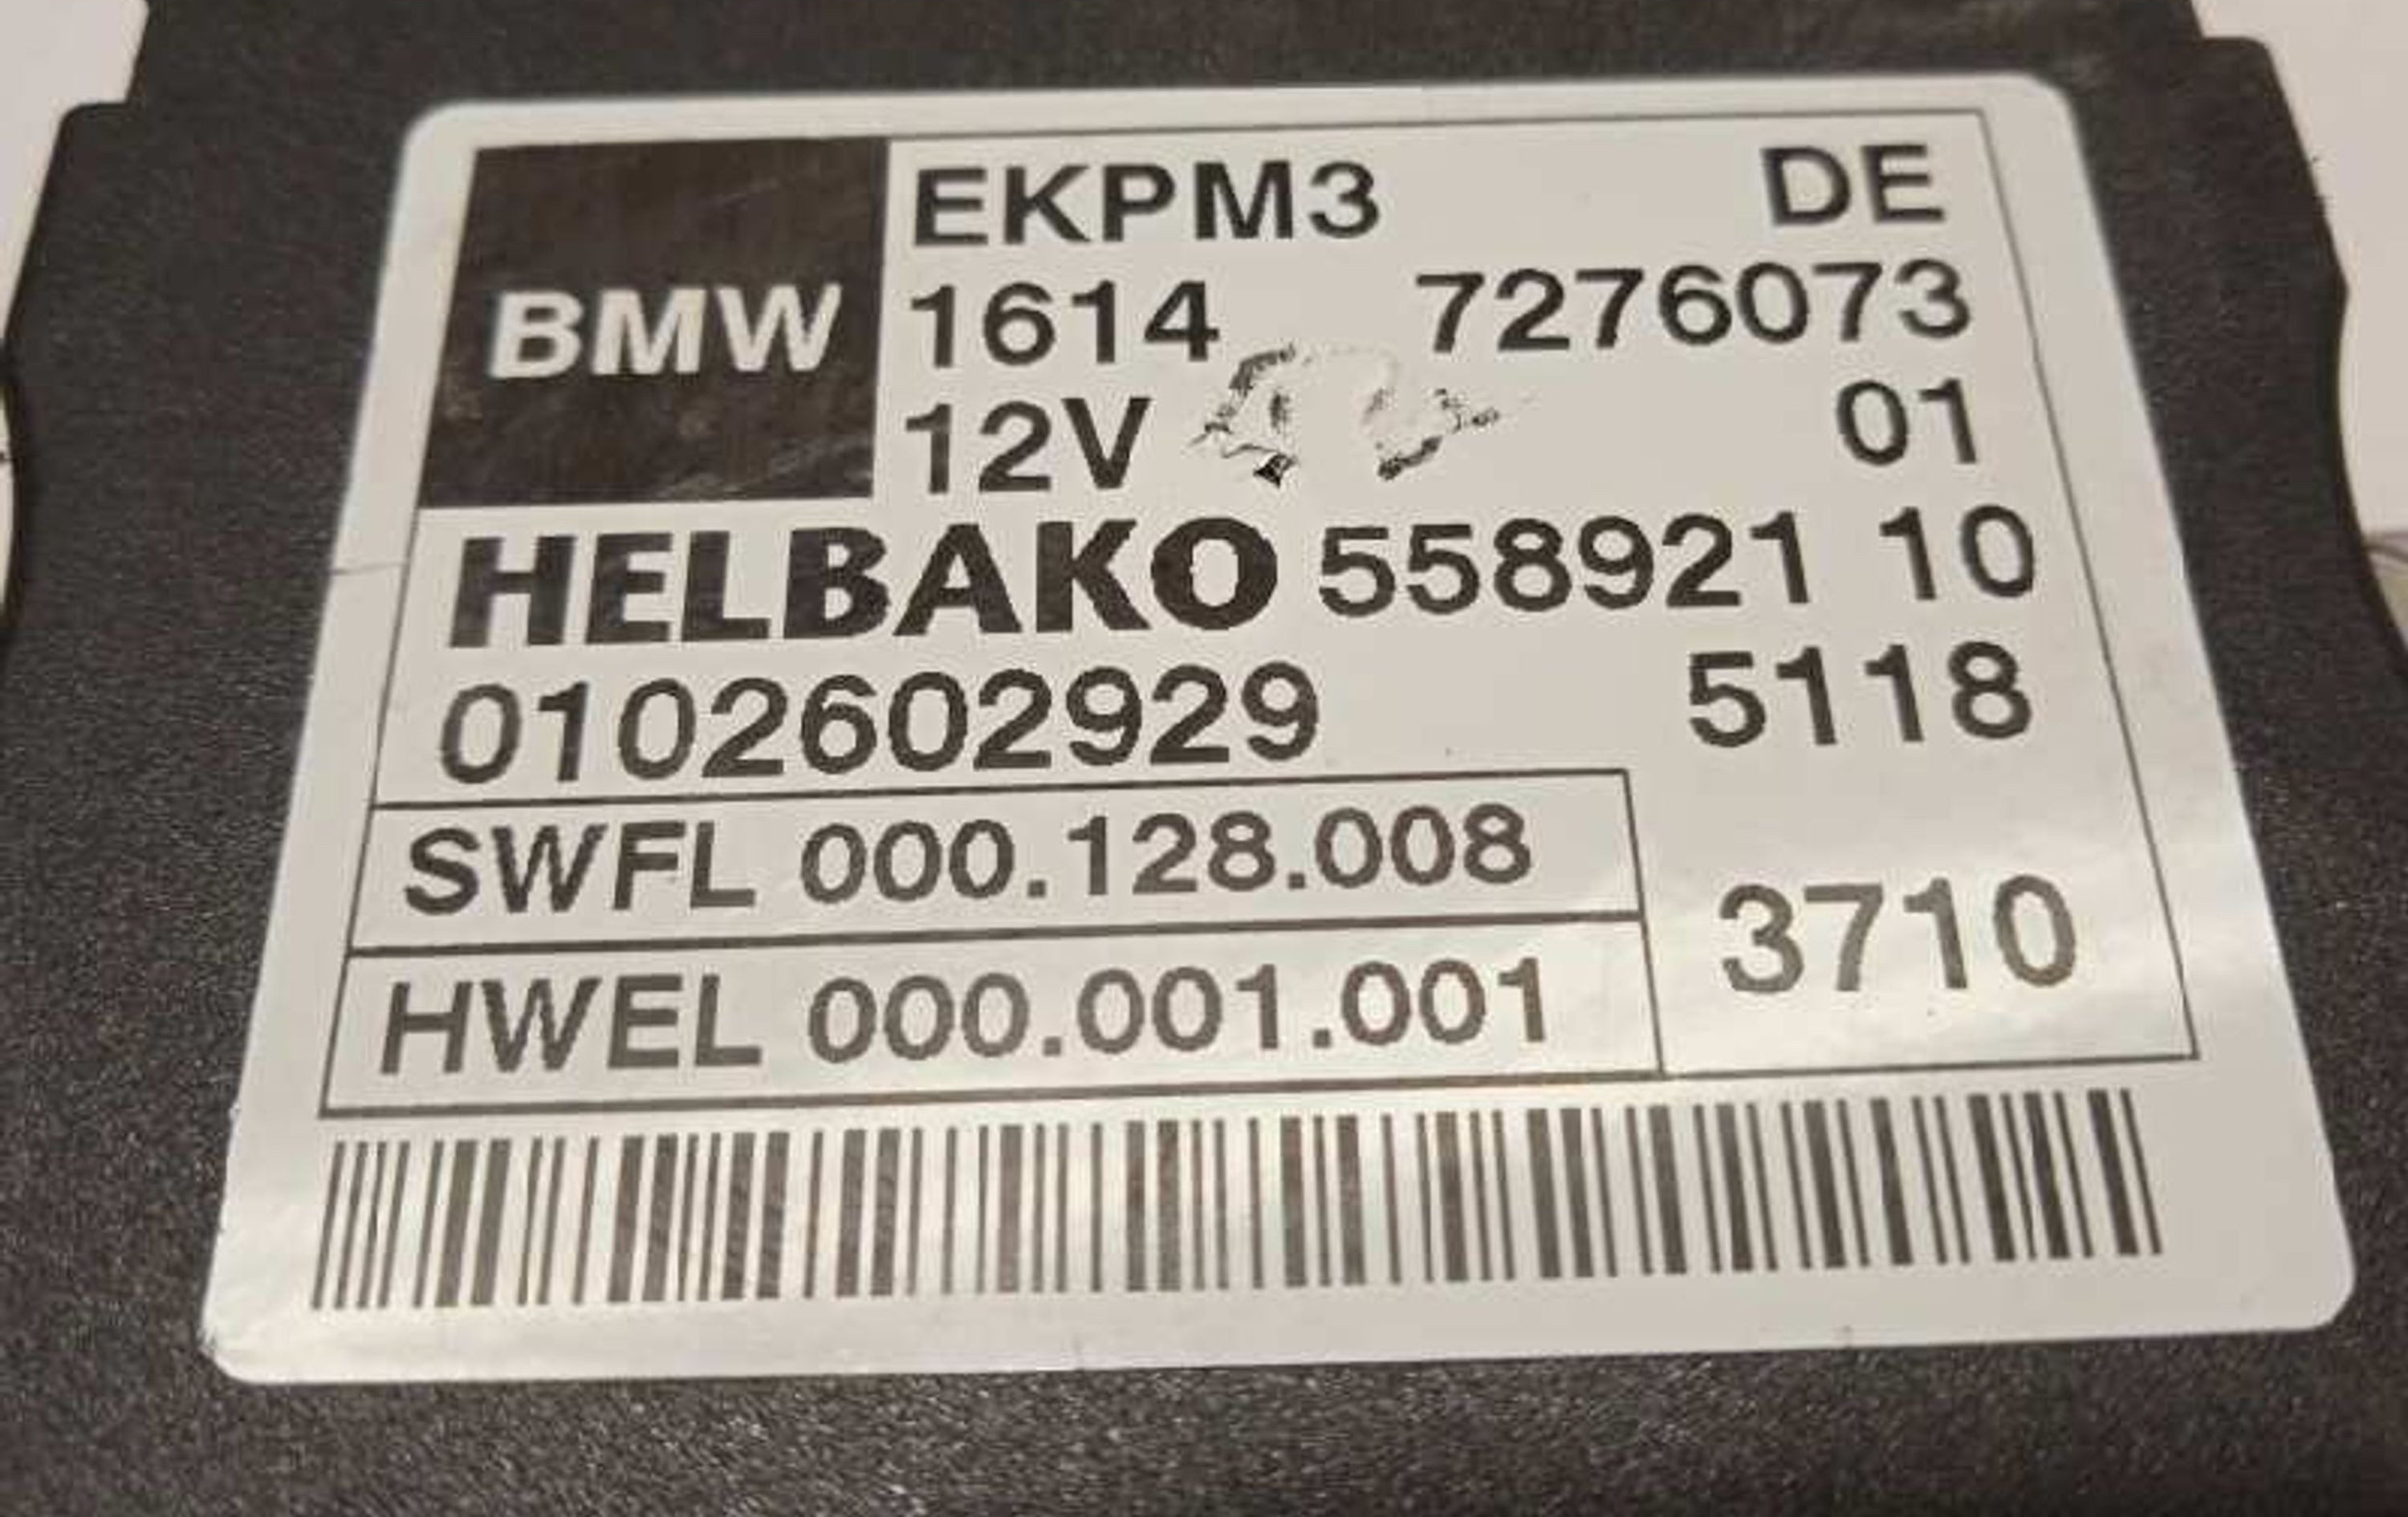 BMW
EKPM3 DE
1614 7276073
12V 01
HELBAKO 558921 10
0102602929 5118
SWFL 000.128.008
3710
HWEL 000.001.001